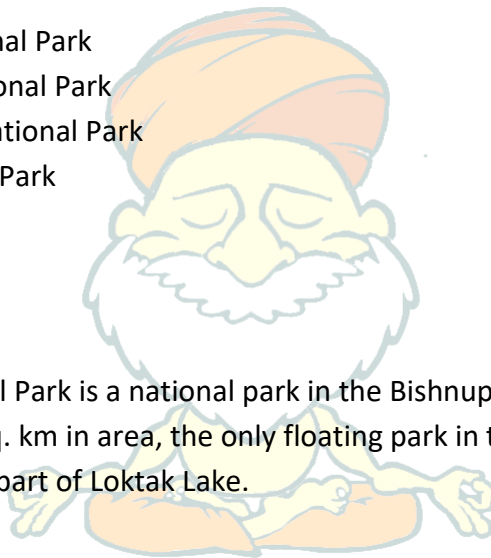 nal Park
onal Park
ational Park
Park
l Park is a national park in the Bishnup
. km in area, the only floating park in t
part of Loktak Lake.